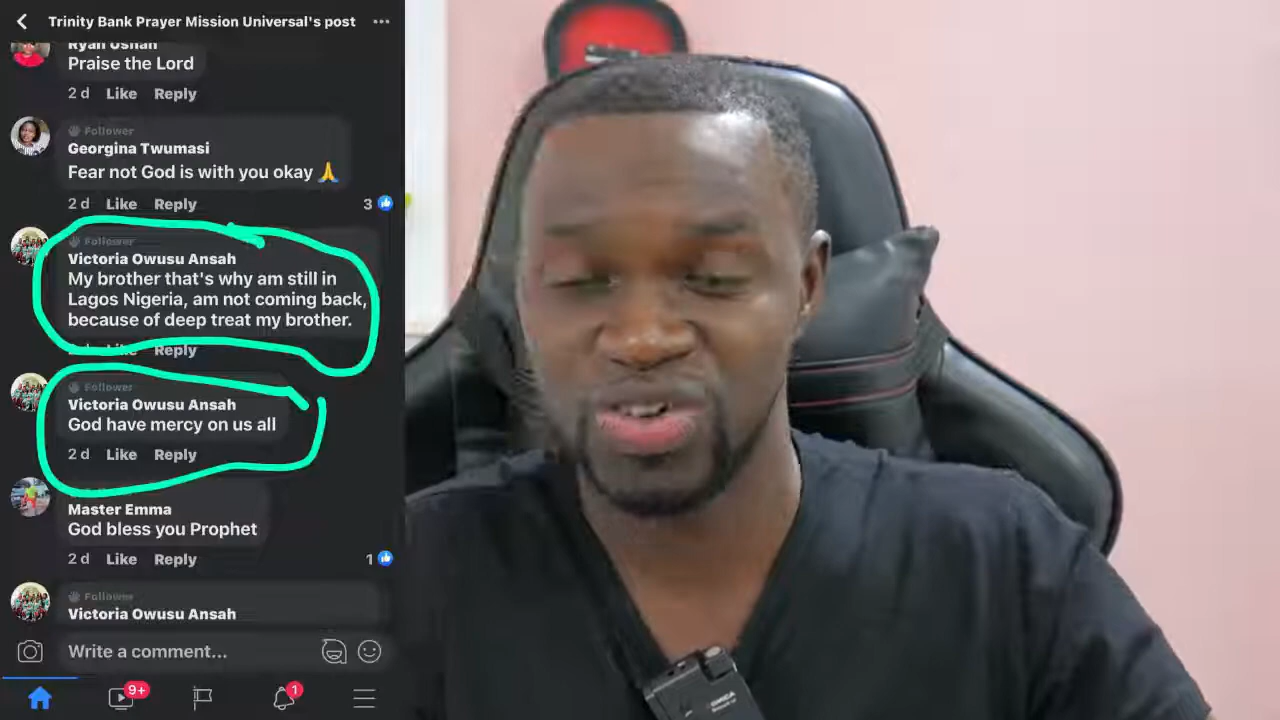 Trinity Bank Prayer Mission Universal's post
Ryan Oshan
Praise the Lord
2 d Like Reply
Follower
Georgina Twumasi
Fear not God is with you okay 🙏
2 d Like Reply 3
Follower
Victoria Owusu Ansah
My brother that's why am still in
Lagos Nigeria, am not coming back,
because of deep treat my brother.
Like Reply
Follower
Victoria Owusu Ansah
God have mercy on us all
2 d Like Reply
Master Emma
God bless you Prophet
2 d Like Reply 1
Follower
Victoria Owusu Ansah
Write a comment...
9+
1